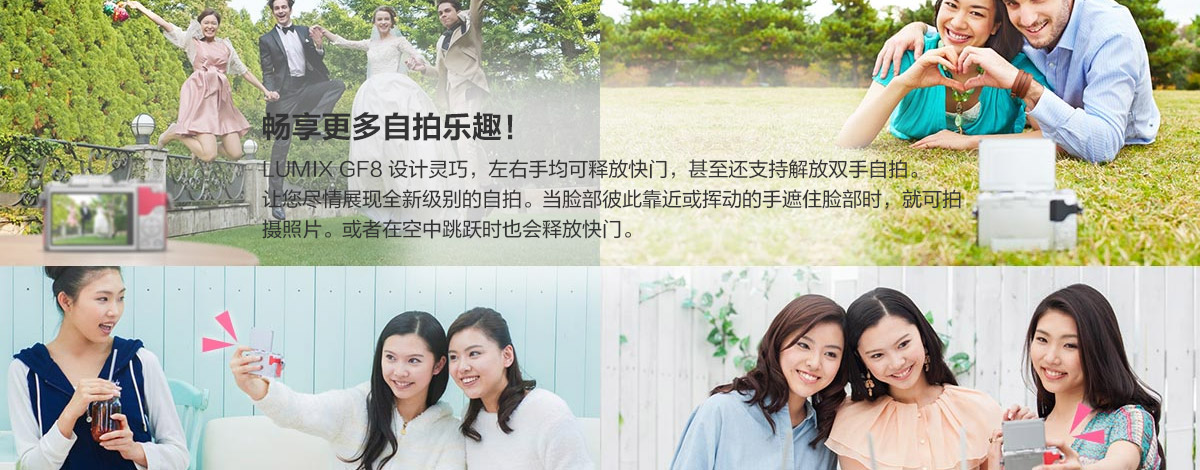 畅享更多自拍乐趣！
LUMIX GF8 设计灵巧，左右手均可释放快门，甚至还支持解放双手自拍。
让您尽情展现全新级别的自拍。当脸部彼此靠近或挥动的手遮住脸部时，就可拍
摄照片。或者在空中跳跃时也会释放快门。